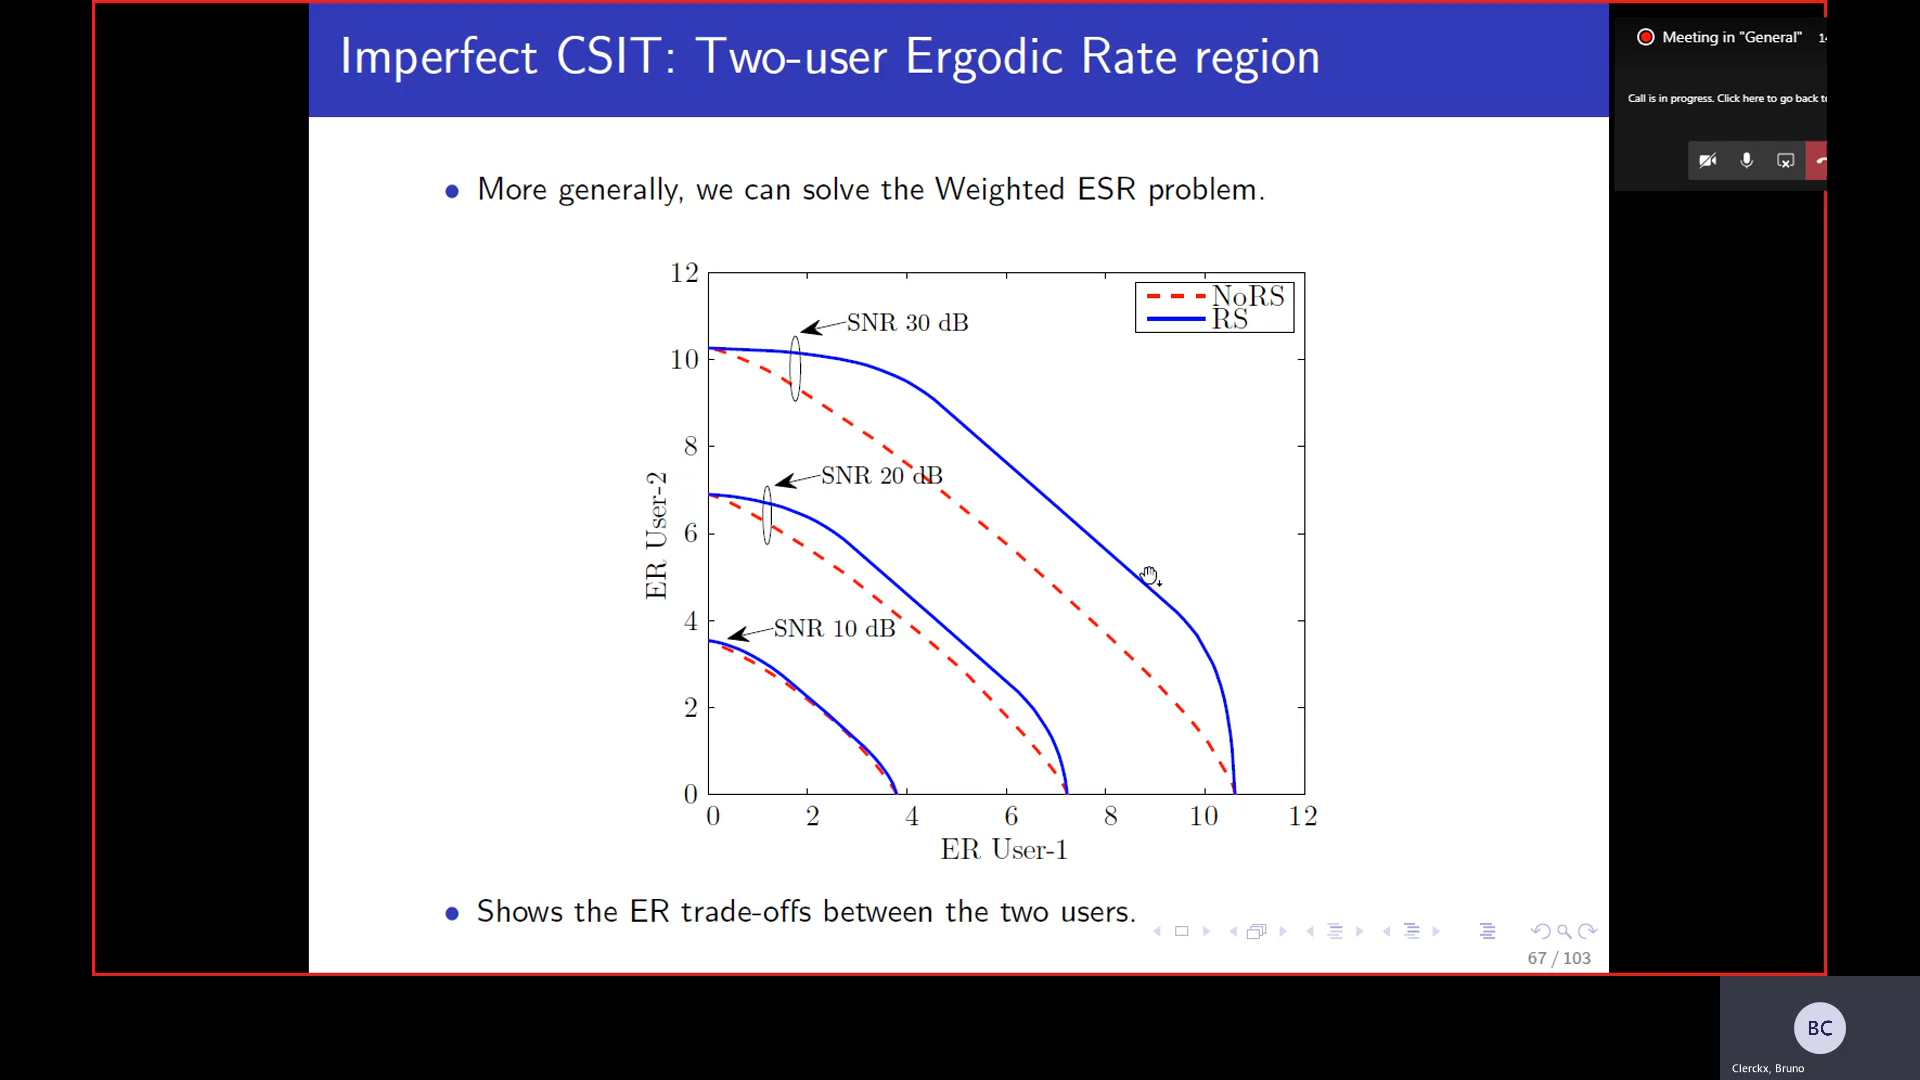 Imperfect CSIT: Two-user Ergodic Rate region
Meeting in "General"
Call is in progress. Click here to go back
• More generally, we can solve the Weighted ESR problem.
12
10
8
6
4
2
0
ER User-2
NoRS
RS
SNR 30 dB
SNR 20 dB
SNR 10 dB
0 2 4 6 8 10 12
ER User-1
• Shows the ER trade-offs between the two users.
67 / 103
BC
Clerckx, Bruno